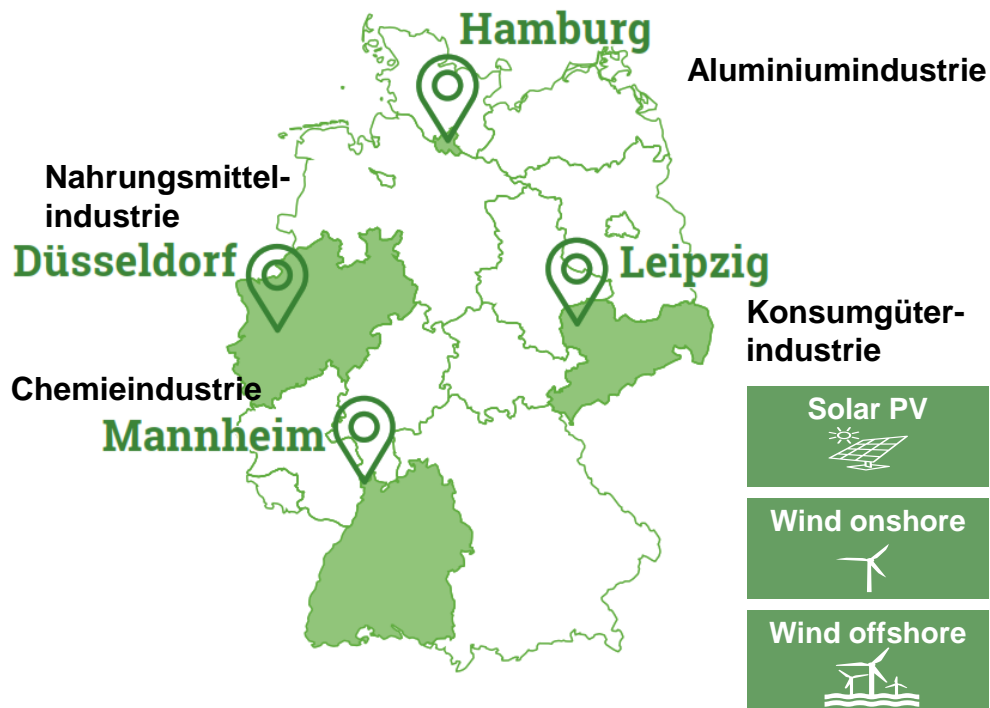 Hamburg
Aluminiumindustrie
Nahrungsmittel-
industrie
Düsseldorf
Leipzig
Konsumgüter-
industrie
Chemieindustrie
Mannheim
Solar PV
Wind onshore
Wind offshore